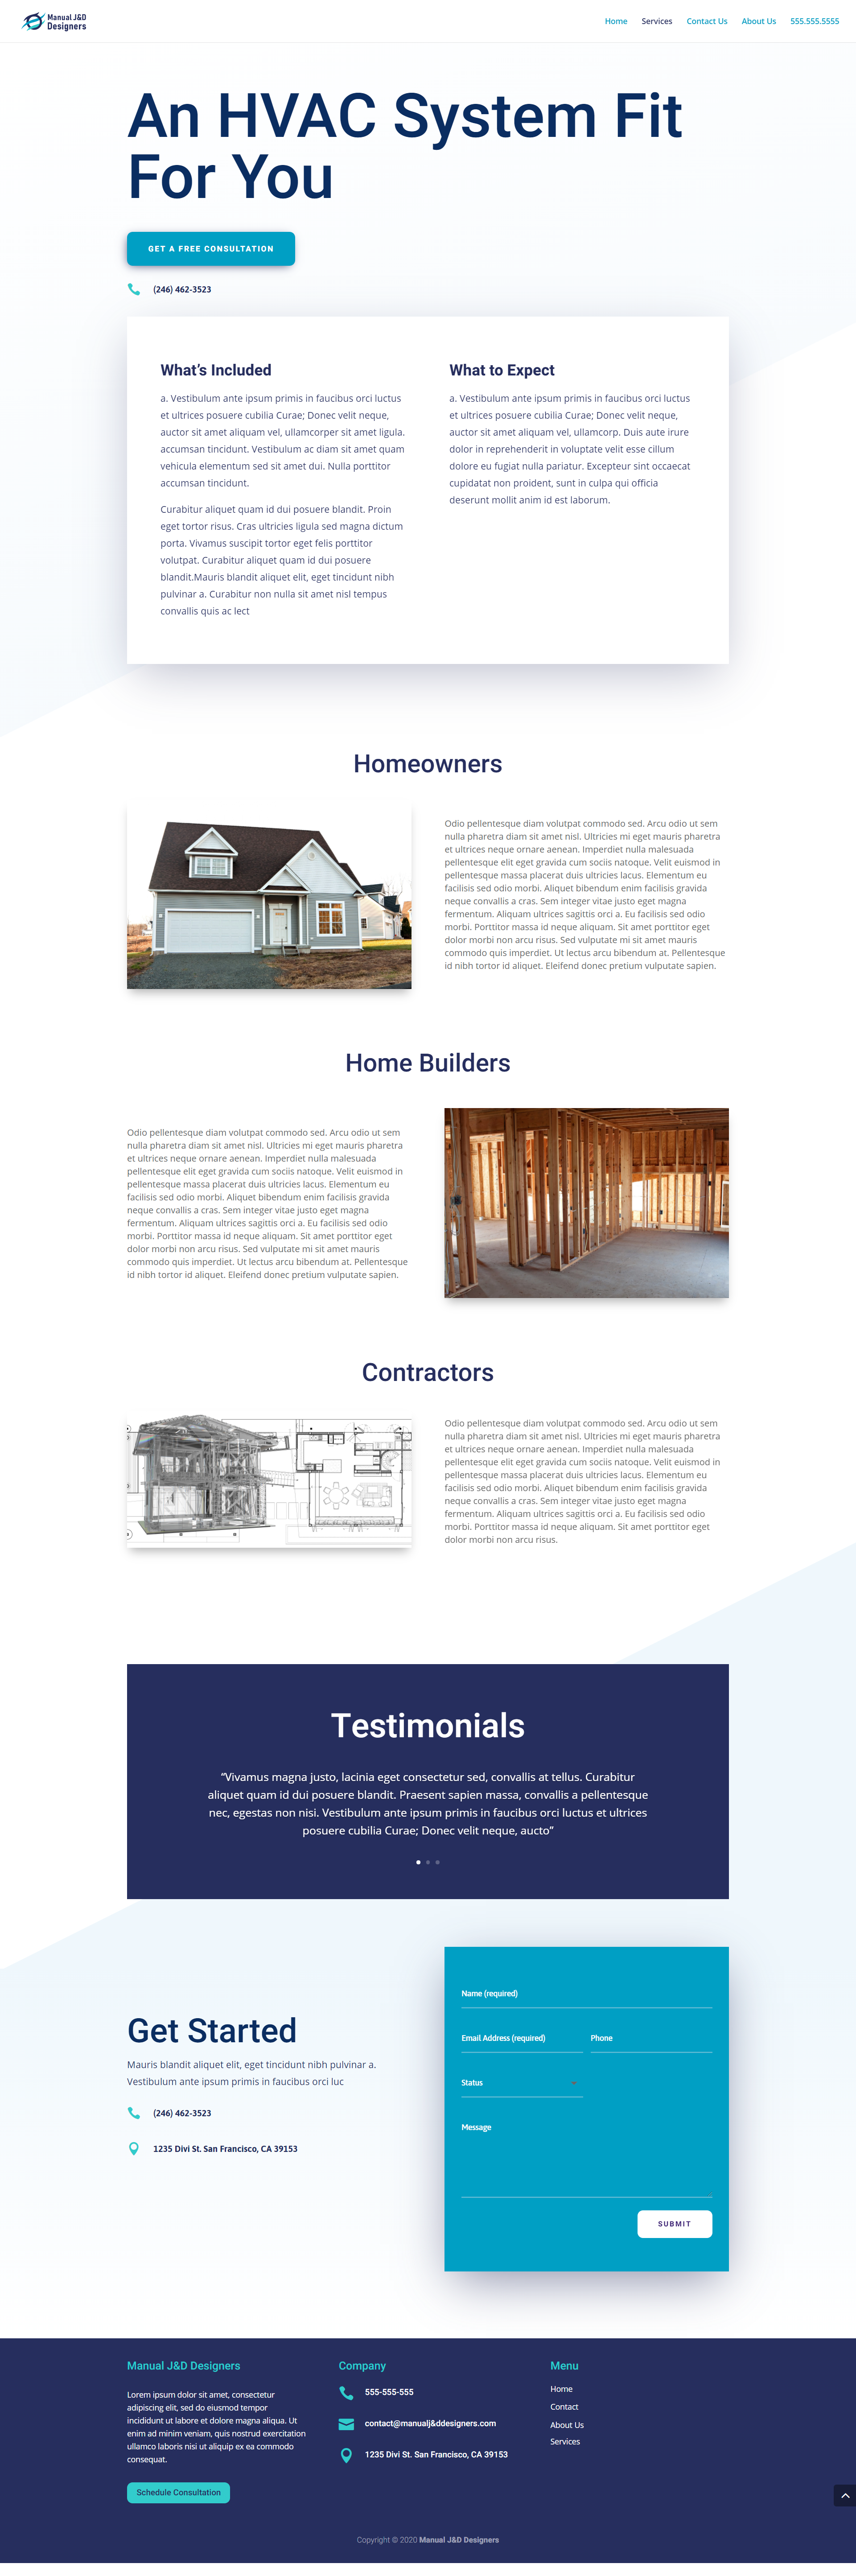 Manual J&D
Designers
Home
Services
Contact Us
About Us
555.555.5555
An HVAC System Fit
For You
GET A FREE CONSULTATION
(246) 462-3523
What’s Included
a. Vestibulum ante ipsum primis in faucibus orci luctus
et ultrices posuere cubilia Curae; Donec velit neque,
auctor sit amet aliquam vel, ullamcorper sit amet ligula.
accumsan tincidunt. Vestibulum ac diam sit amet quam
vehicula elementum sed sit amet dui. Nulla porttitor
accumsan tincidunt.
Curabitur aliquet quam id dui posuere blandit. Proin
eget tortor risus. Cras ultricies ligula sed magna dictum
porta. Vivamus suscipit tortor eget felis porttitor
volutpat. Curabitur aliquet quam id dui posuere
blandit.Mauris blandit aliquet elit, eget tincidunt nibh
pulvinar a. Curabitur non nulla sit amet nisl tempus
convallis quis ac lect
What to Expect
a. Vestibulum ante ipsum primis in faucibus orci luctus
et ultrices posuere cubilia Curae; Donec velit neque,
auctor sit amet aliquam vel, ullamcorp. Duis aute irure
dolor in reprehenderit in voluptate velit esse cillum
dolore eu fugiat nulla pariatur. Excepteur sint occaecat
cupidatat non proident, sunt in culpa qui officia
deserunt mollit anim id est laborum.
Homeowners
Odio pellentesque diam volutpat commodo sed. Arcu odio ut sem
nulla pharetra diam sit amet nisl. Ultricies mi eget mauris pharetra
et ultrices neque ornare aenean. Imperdiet nulla malesuada
pellentesque elit eget gravida cum sociis natoque. Velit euismod in
pellentesque massa placerat duis ultricies lacus. Elementum eu
facilisis sed odio morbi. Aliquet bibendum enim facilisis gravida
neque convallis a cras. Sem integer vitae justo eget magna
fermentum. Aliquam ultrices sagittis orci a. Eu facilisis sed odio
morbi. Porttitor massa id neque aliquam. Sit amet porttitor eget
dolor morbi non arcu risus. Sed vulputate mi sit amet mauris
commodo quis imperdiet. Ut lectus arcu bibendum at. Pellentesque
id nibh tortor id aliquet. Eleifend donec pretium vulputate sapien.
Home Builders
Odio pellentesque diam volutpat commodo sed. Arcu odio ut sem
nulla pharetra diam sit amet nisl. Ultricies mi eget mauris pharetra
et ultrices neque ornare aenean. Imperdiet nulla malesuada
pellentesque elit eget gravida cum sociis natoque. Velit euismod in
pellentesque massa placerat duis ultricies lacus. Elementum eu
facilisis sed odio morbi. Aliquet bibendum enim facilisis gravida
neque convallis a cras. Sem integer vitae justo eget magna
fermentum. Aliquam ultrices sagittis orci a. Eu facilisis sed odio
morbi. Porttitor massa id neque aliquam. Sit amet porttitor eget
dolor morbi non arcu risus. Sed vulputate mi sit amet mauris
commodo quis imperdiet. Ut lectus arcu bibendum at. Pellentesque
id nibh tortor id aliquet. Eleifend donec pretium vulputate sapien.
Contractors
Odio pellentesque diam volutpat commodo sed. Arcu odio ut sem
nulla pharetra diam sit amet nisl. Ultricies mi eget mauris pharetra
et ultrices neque ornare aenean. Imperdiet nulla malesuada
pellentesque elit eget gravida cum sociis natoque. Velit euismod in
pellentesque massa placerat duis ultricies lacus. Elementum eu
facilisis sed odio morbi. Aliquet bibendum enim facilisis gravida
neque convallis a cras. Sem integer vitae justo eget magna
fermentum. Aliquam ultrices sagittis orci a. Eu facilisis sed odio
morbi. Porttitor massa id neque aliquam. Sit amet porttitor eget
dolor morbi non arcu risus.
Testimonials
“Vivamus magna justo, lacinia eget consectetur sed, convallis at tellus. Curabitur
aliquet quam id dui posuere blandit. Praesent sapien massa, convallis a pellentesque
nec, egestas non nisi. Vestibulum ante ipsum primis in faucibus orci luctus et ultrices
posuere cubilia Curae; Donec velit neque, aucto”
Get Started
Mauris blandit aliquet elit, eget tincidunt nibh pulvinar a.
Vestibulum ante ipsum primis in faucibus orci luc
(246) 462-3523
1235 Divi St. San Francisco, CA 39153
Name (required)
Email Address (required)
Phone
Status
Message
SUBMIT
Manual J&D Designers
Lorem ipsum dolor sit amet, consectetur
adipiscing elit, sed do eiusmod tempor
incididunt ut labore et dolore magna aliqua. Ut
enim ad minim veniam, quis nostrud exercitation
ullamco laboris nisi ut aliquip ex ea commodo
consequat.
Schedule Consultation
Company
555-555-555
contact@manualj&ddesigners.com
1235 Divi St. San Francisco, CA 39153
Menu
Home
Contact
About Us
Services
Copyright © 2020 Manual J&D Designers